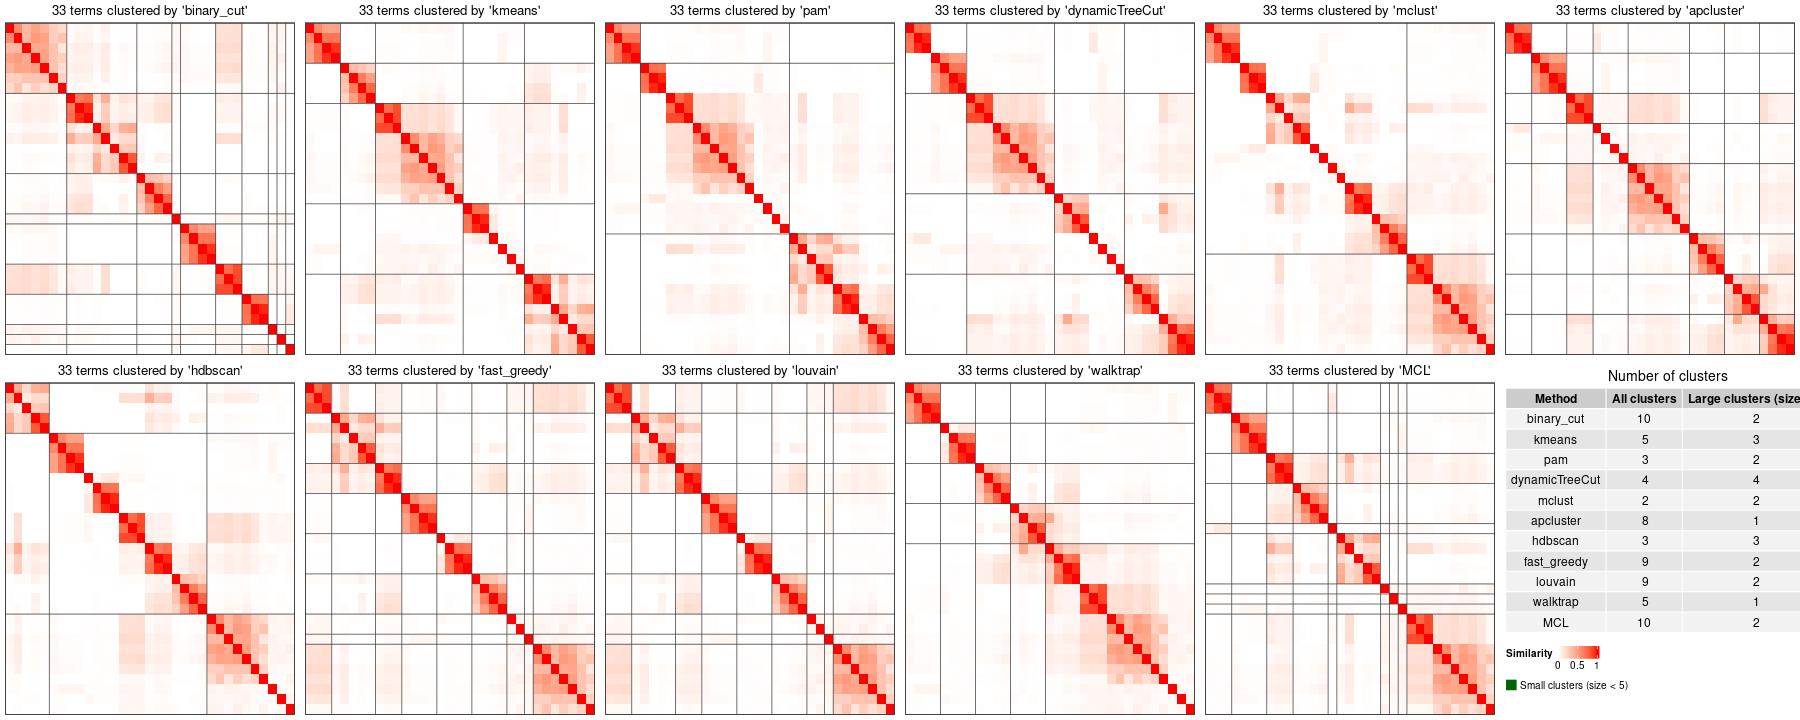 33 terms clustered by 'binary_cut'
33 terms clustered by 'kmeans'
33 terms clustered by 'pam'
33 terms clustered by 'dynamicTreeCut'
33 terms clustered by 'mclust'
33 terms clustered by 'apcluster'
33 terms clustered by 'hdbscan'
33 terms clustered by 'fast_greedy'
33 terms clustered by 'louvain'
33 terms clustered by 'walktrap'
33 terms clustered by 'MCL'
Number of clusters
Method All clusters Large clusters (size
binary_cut 10 2
kmeans 5 3
pam 3 2
dynamicTreeCut 4 4
mclust 2 2
apcluster 8 1
hdbscan 3 3
fast_greedy 9 2
louvain 9 2
walktrap 5 1
MCL 10 2
Similarity
0 0.5 1
Small clusters (size < 5)